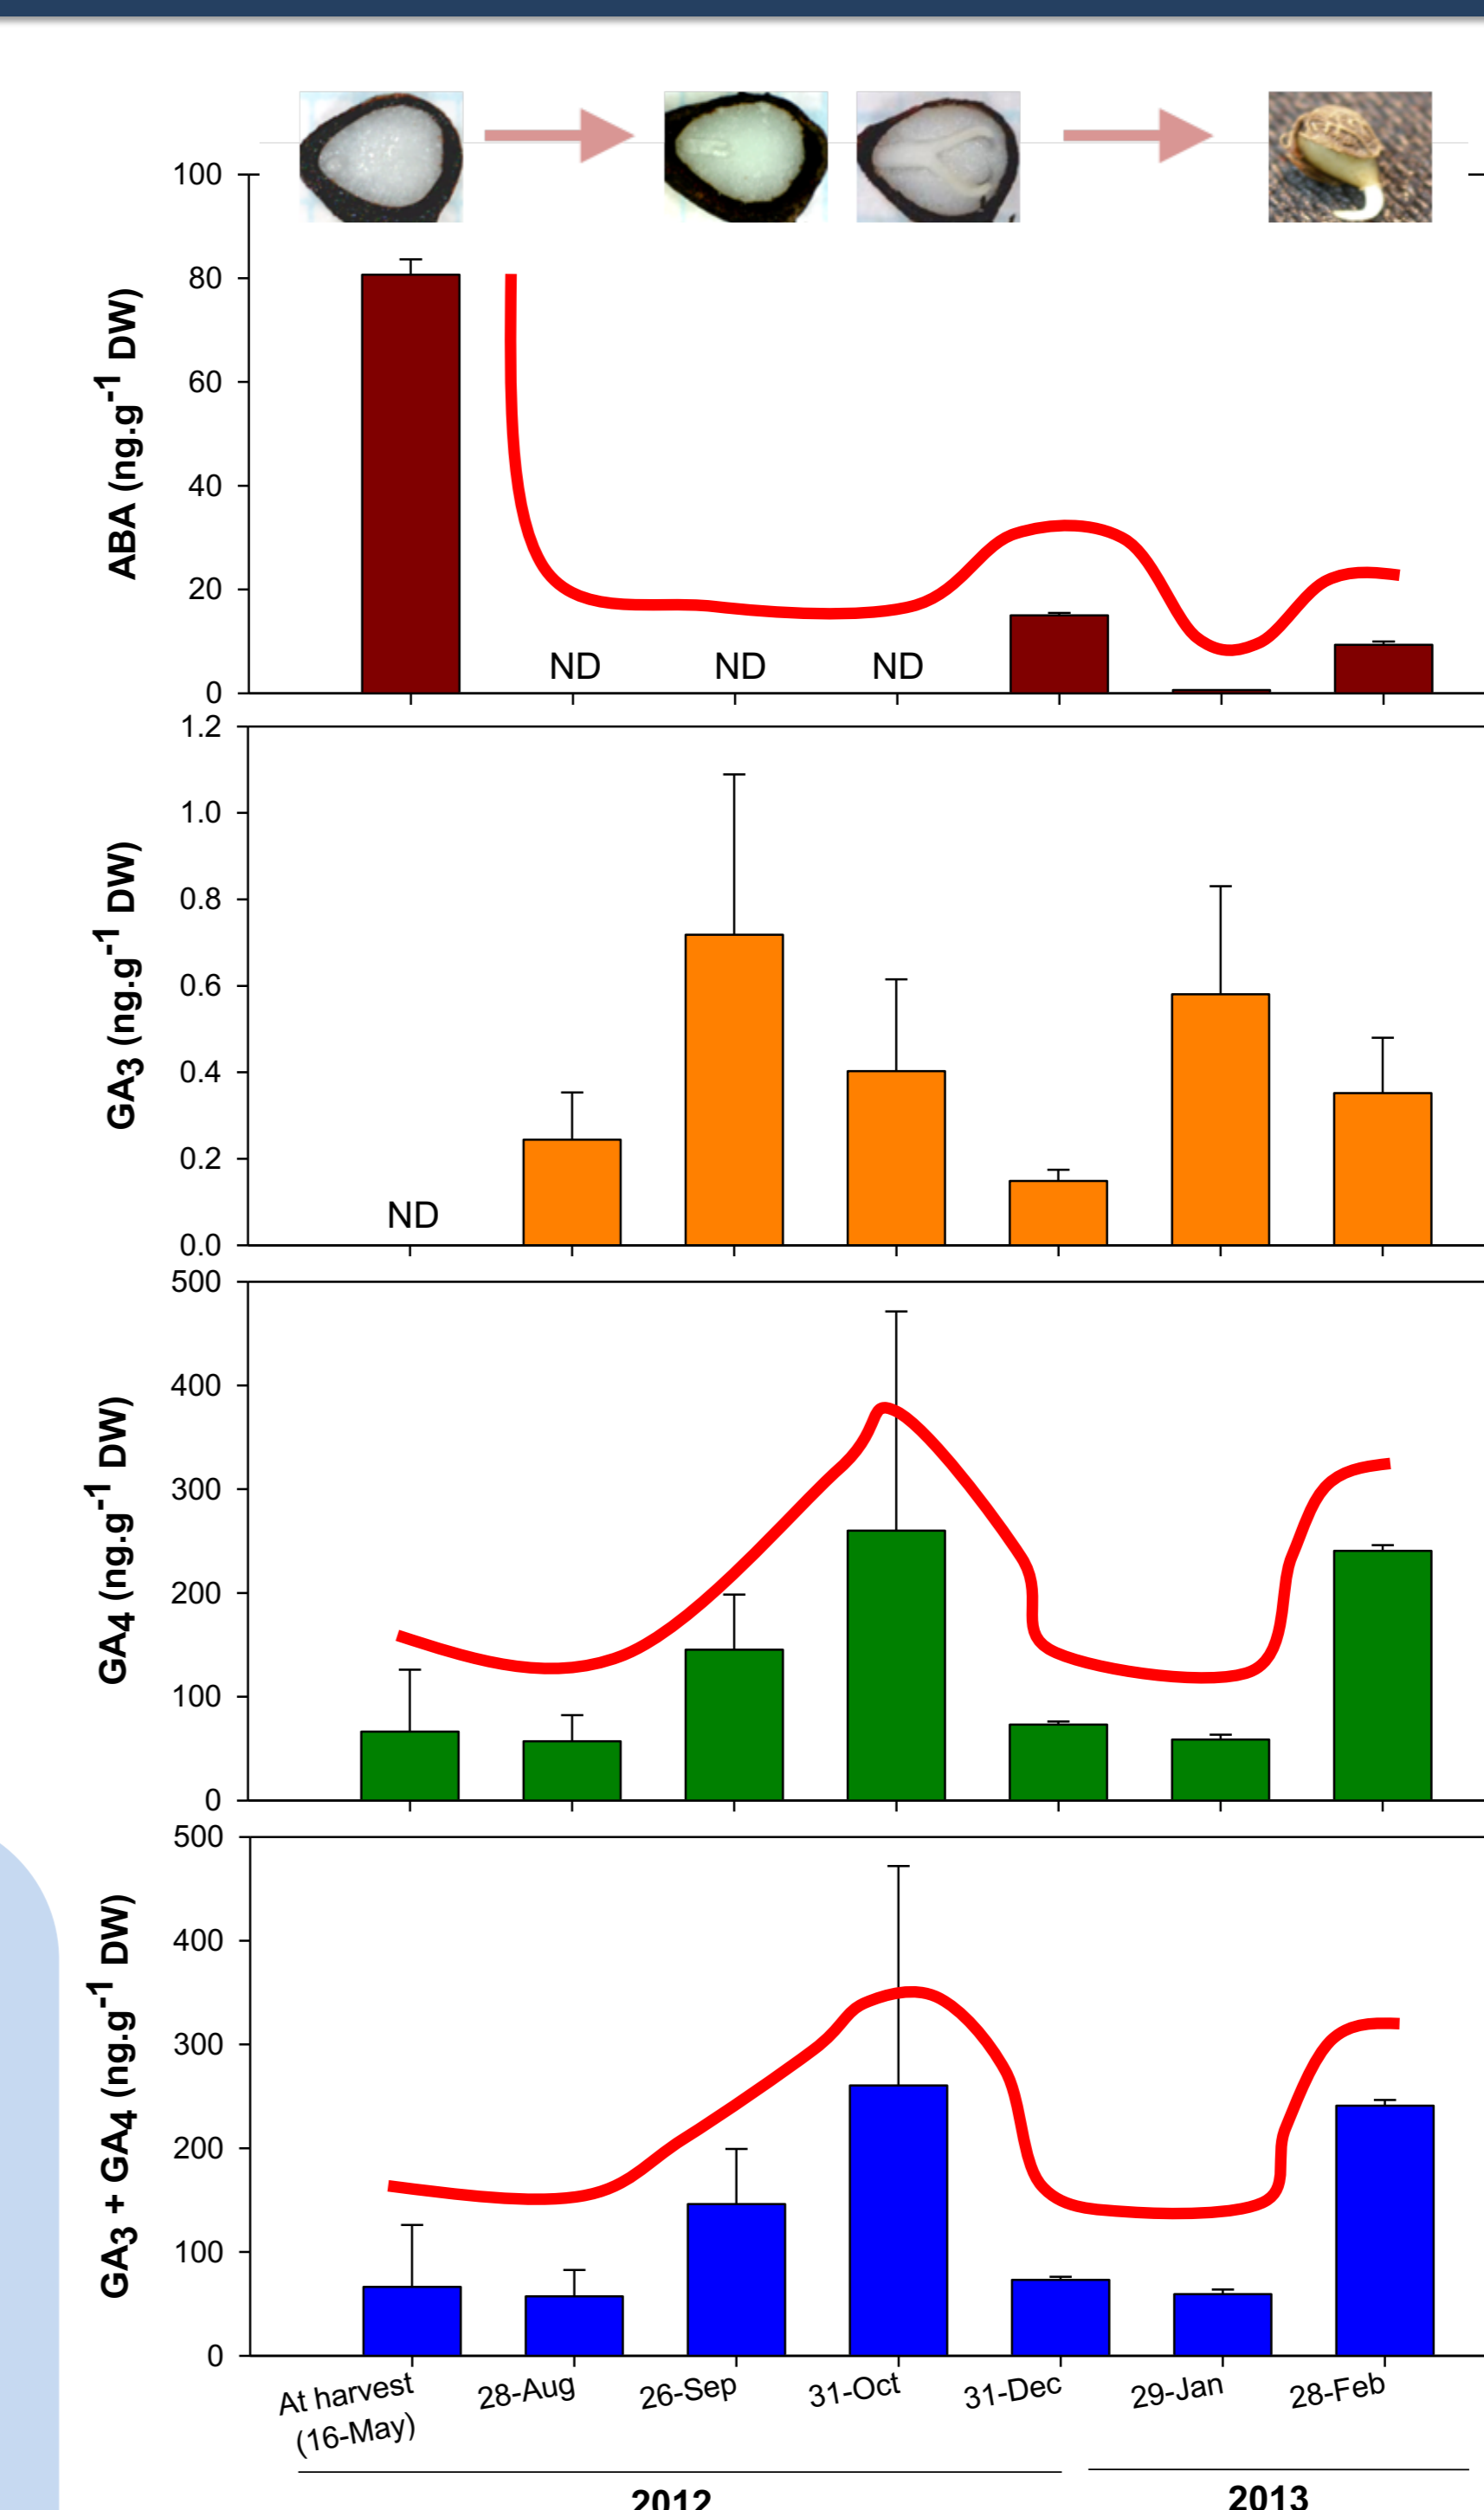 100
80
60
40
20
0
ABA (ng.g-1 DW)
ND
ND
ND
1.2
1.0
0.8
0.6
0.4
0.2
0.0
GA3 (ng.g-1 DW)
ND
500
400
300
200
100
0
GA4 (ng.g-1 DW)
500
400
300
200
100
0
GA3 + GA4 (ng.g-1 DW)
At harvest
(16-May)
28-Aug
26-Sep
31-Oct
31-Dec
29-Jan
28-Feb
2012
2013